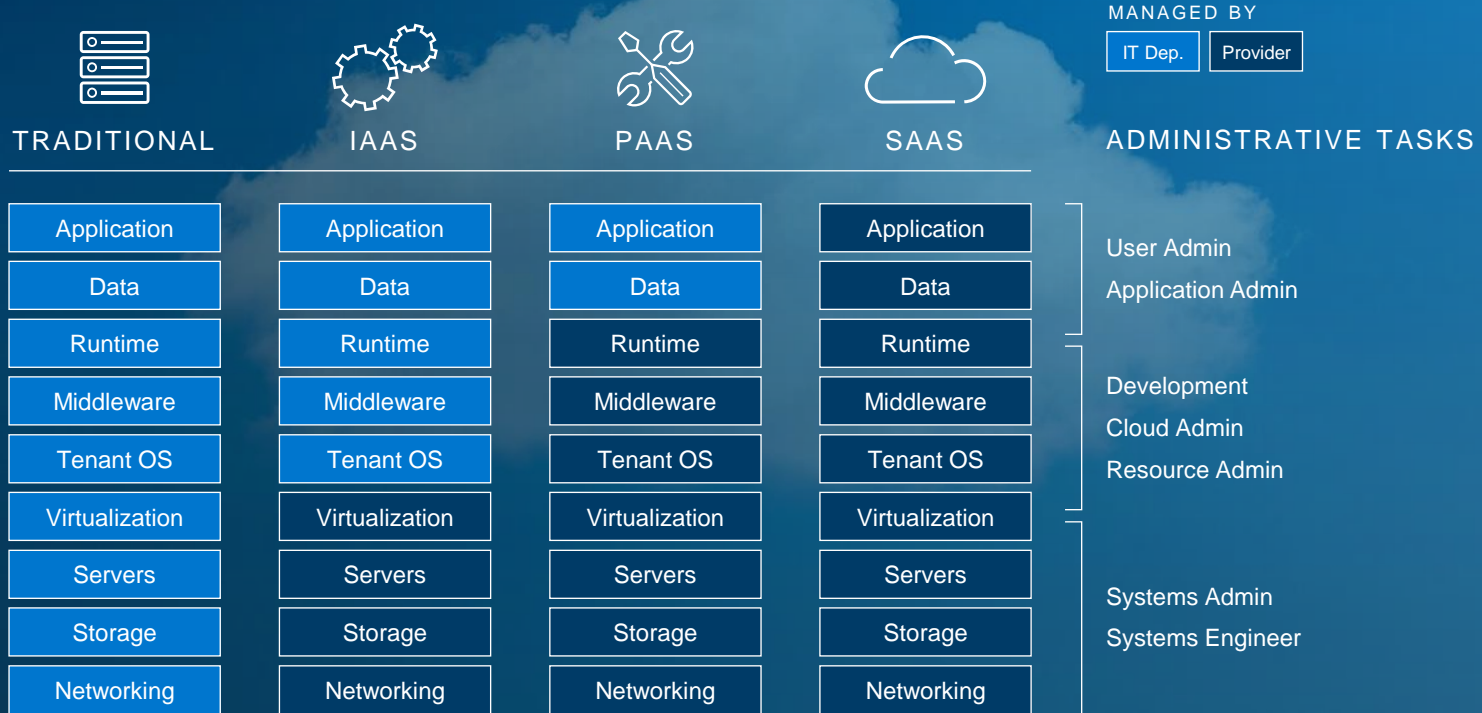 MANAGED BY
IT Dep. Provider
TRADITIONAL IAAS PAAS SAAS ADMINISTRATIVE TASKS
Application Application Application Application
User Admin
Data Data Data Data
Application Admin
Runtime Runtime Runtime Runtime
Development
Middleware Middleware Middleware Middleware
Cloud Admin
Tenant OS Tenant OS Tenant OS Tenant OS
Resource Admin
Virtualization Virtualization Virtualization Virtualization
Servers Servers Servers Servers
Systems Admin
Storage Storage Storage Storage
Systems Engineer
Networking Networking Networking Networking